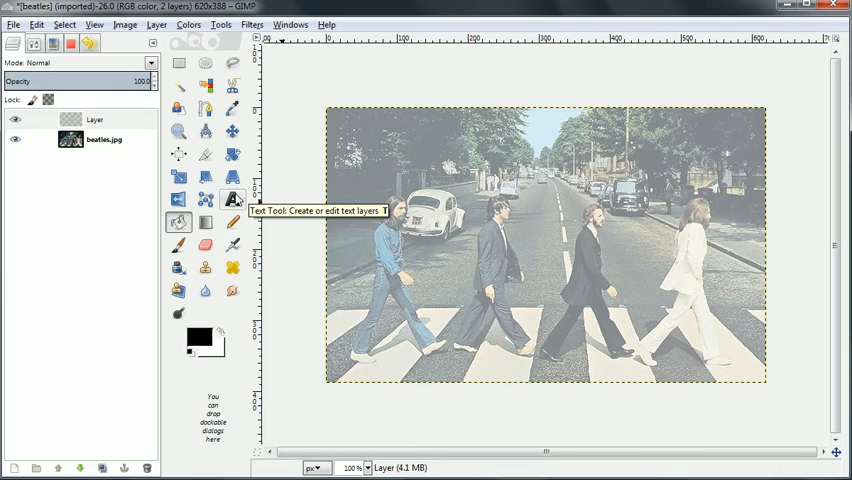 *[beatles] (imported)-26.0 (RGB color, 2 layers) 620x388 – GIMP
File Edit Select View Image Layer Colors Tools Filters Windows Help
Mode: Normal
Opacity 100.0
Lock:
Layer
beatles.jpg
Text Tool: Create or edit text layers T
You
can
drop
dockable
dialogs
here
px 100% Layer (4.1 MB)